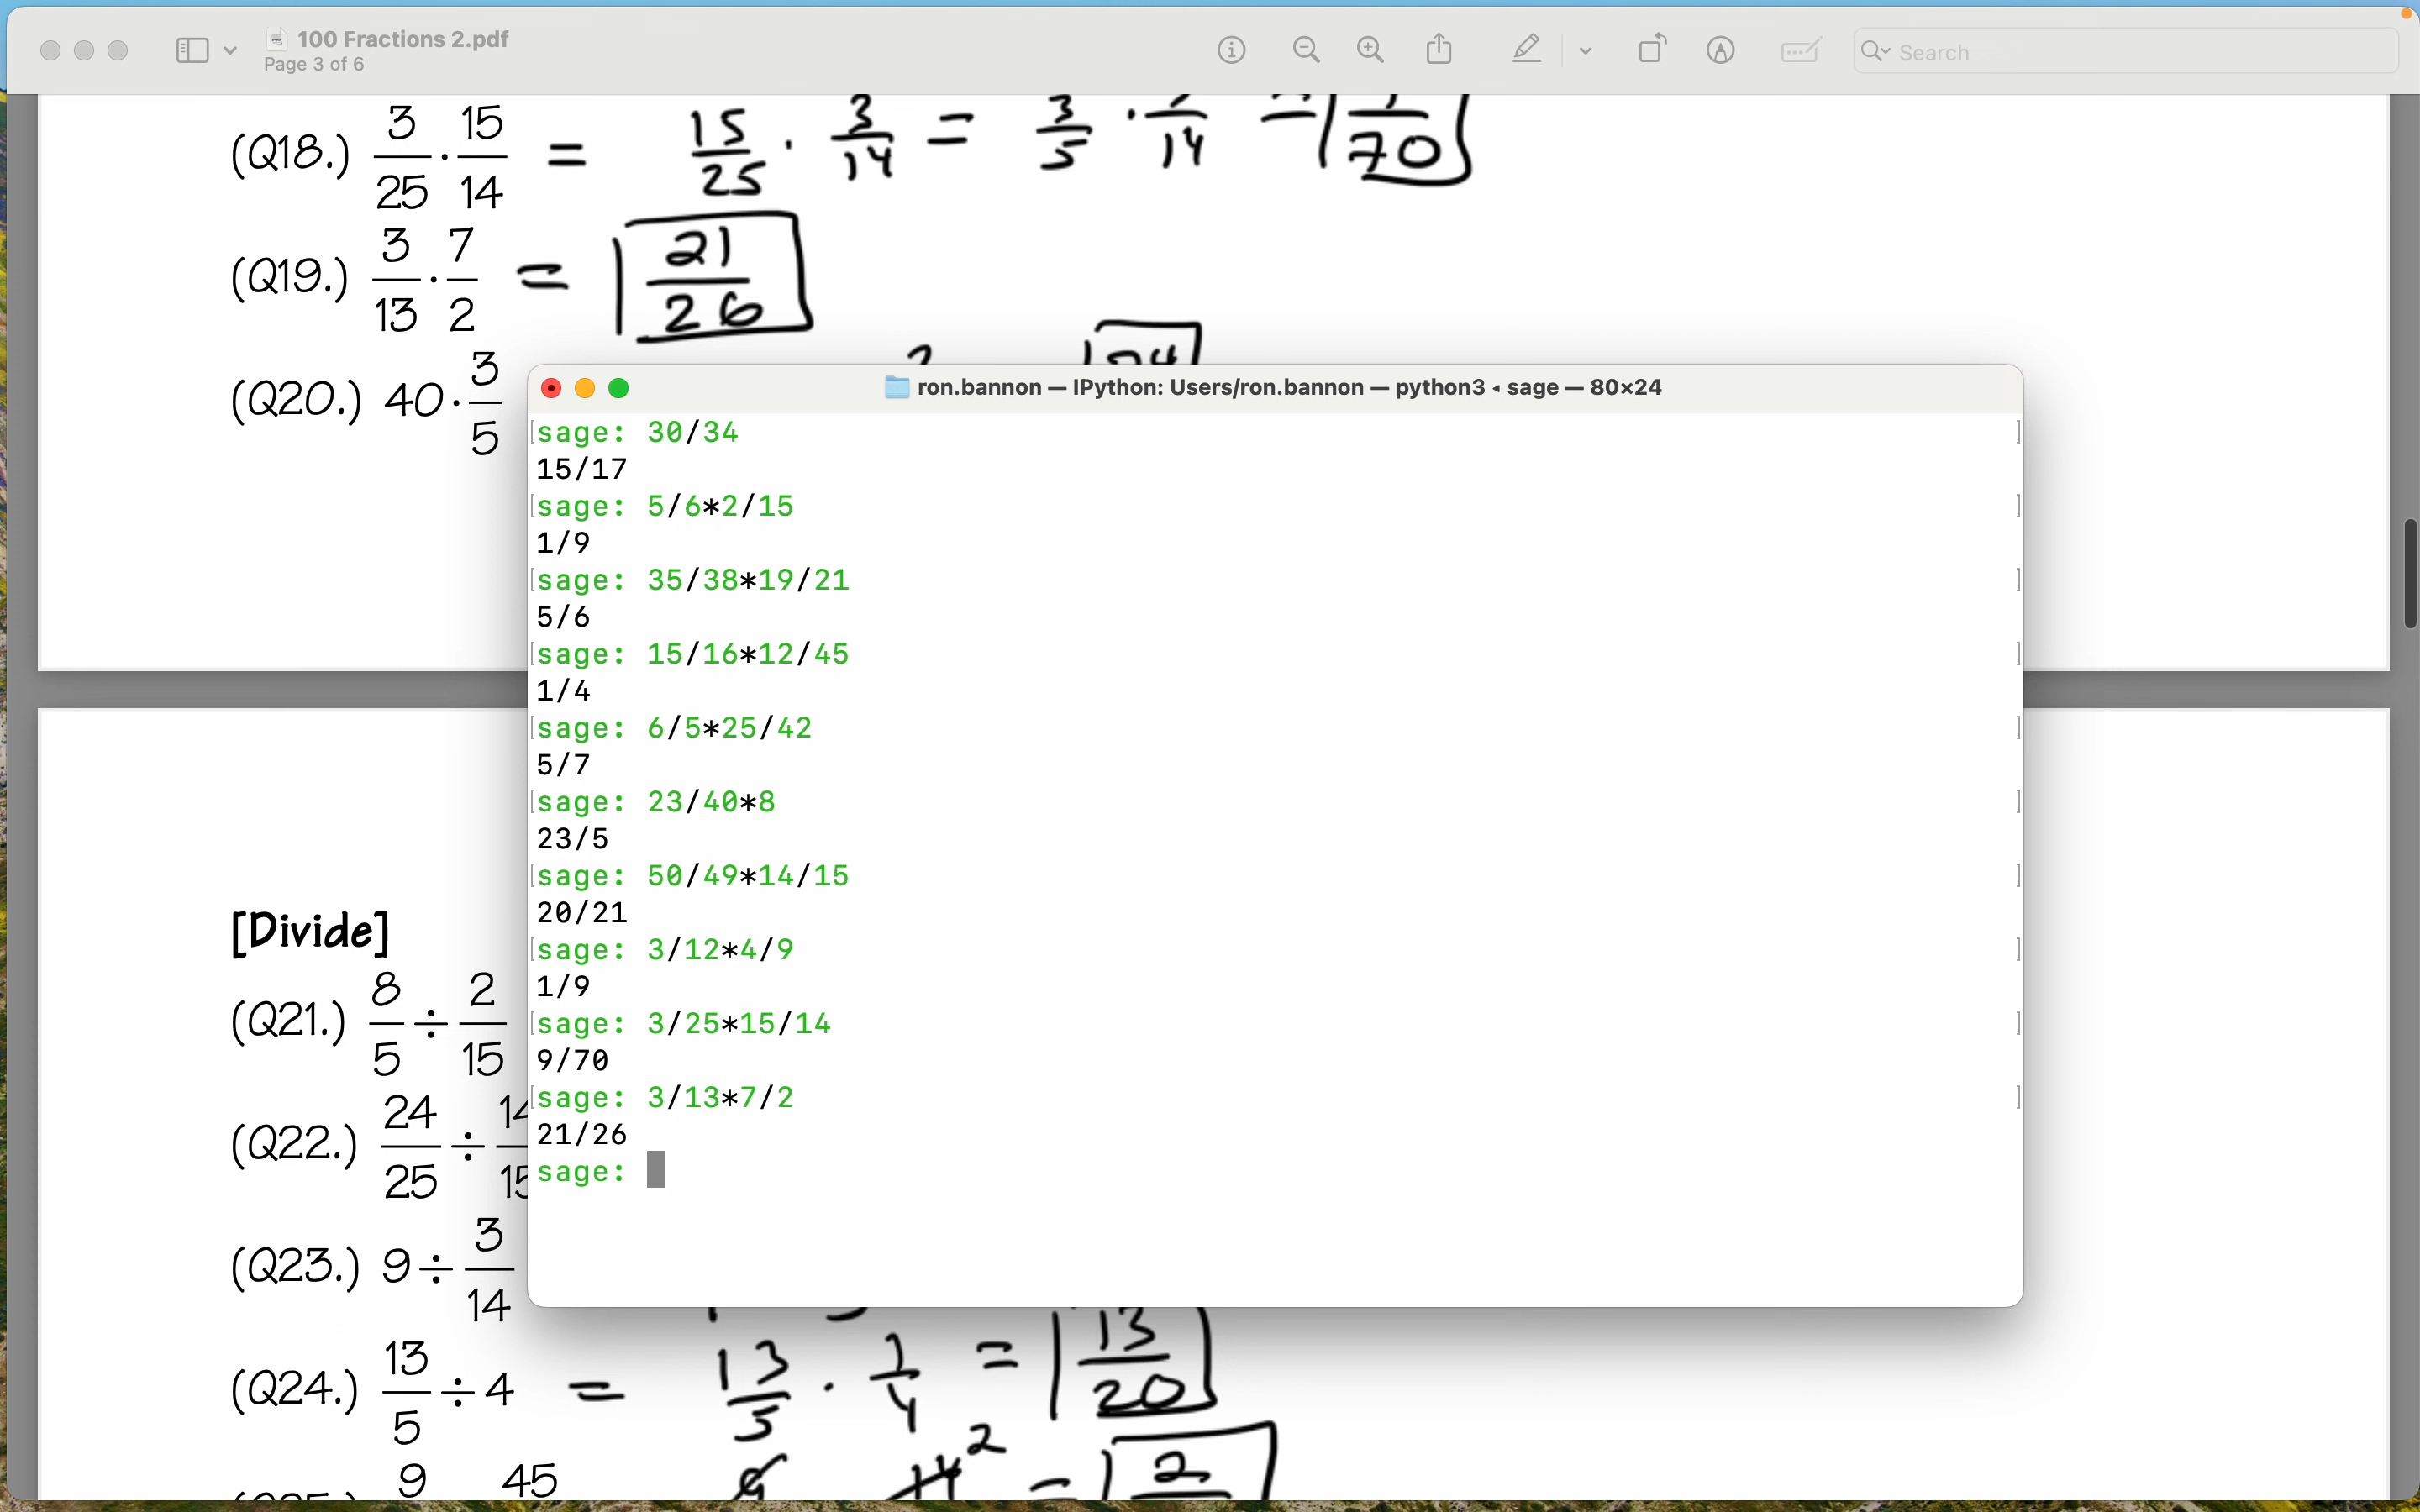 100 Fractions 2.pdf
Page 3 of 6
Search
(Q18.) 3/25 · 15/14 = 15/25 · 3/14 = 3/5 · /14 = /70
(Q19.) 3/13 · 7/2 = 21/26
(Q20.) 40 · 3/5
ron.bannon — IPython: Users/ron.bannon — python3 ◂ sage — 80×24
sage: 30/34
15/17
sage: 5/6*2/15
1/9
sage: 35/38*19/21
5/6
sage: 15/16*12/45
1/4
sage: 6/5*25/42
5/7
sage: 23/40*8
23/5
sage: 50/49*14/15
20/21
sage: 3/12*4/9
1/9
sage: 3/25*15/14
9/70
sage: 3/13*7/2
21/26
sage:
[Divide]
(Q21.) 8/5 ÷ 2/15
(Q22.) 24/25 ÷ 14/15
(Q23.) 9 ÷ 3/14
(Q24.) 13/5 ÷ 4 = 13/5 · 1/4 = 13/20
9 45 9 14 2 = 2